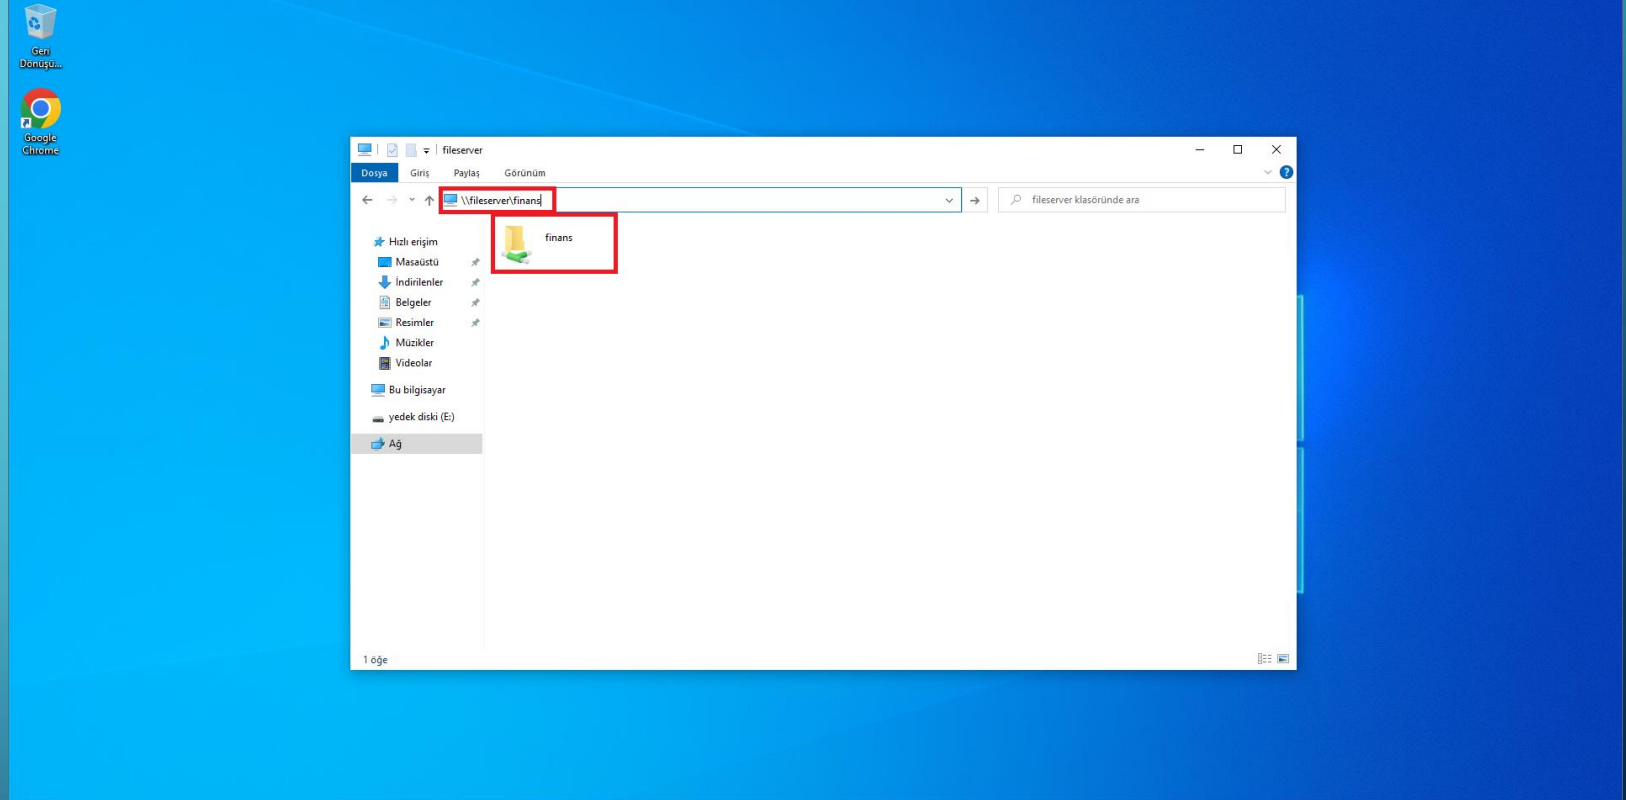 Geri
Dönüşü...
Google
Chrome
fileserver
Dosya Giriş Paylaş Görünüm
\\fileserver\finans
fileserver klasöründe ara
finans
Hızlı erişim
Masaüstü
İndirilenler
Belgeler
Resimler
Müzikler
Videolar
Bu bilgisayar
yedek diski (E:)
Ağ
1 öğe